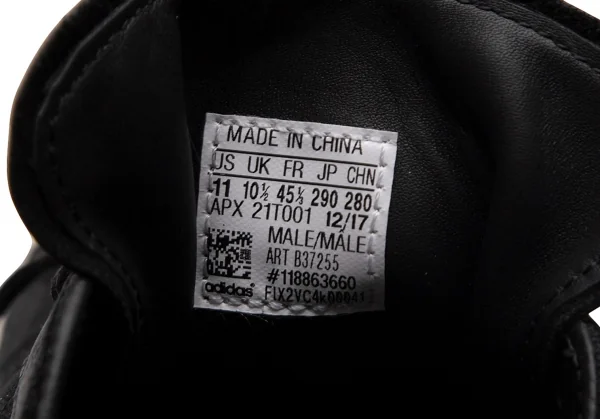 MADE IN CHINA
US UK FR JP CHN
11 10½ 45⅓ 290 280
APX 21T001 12/17
MALE/MALE
ART B37255
#118863660
adidas